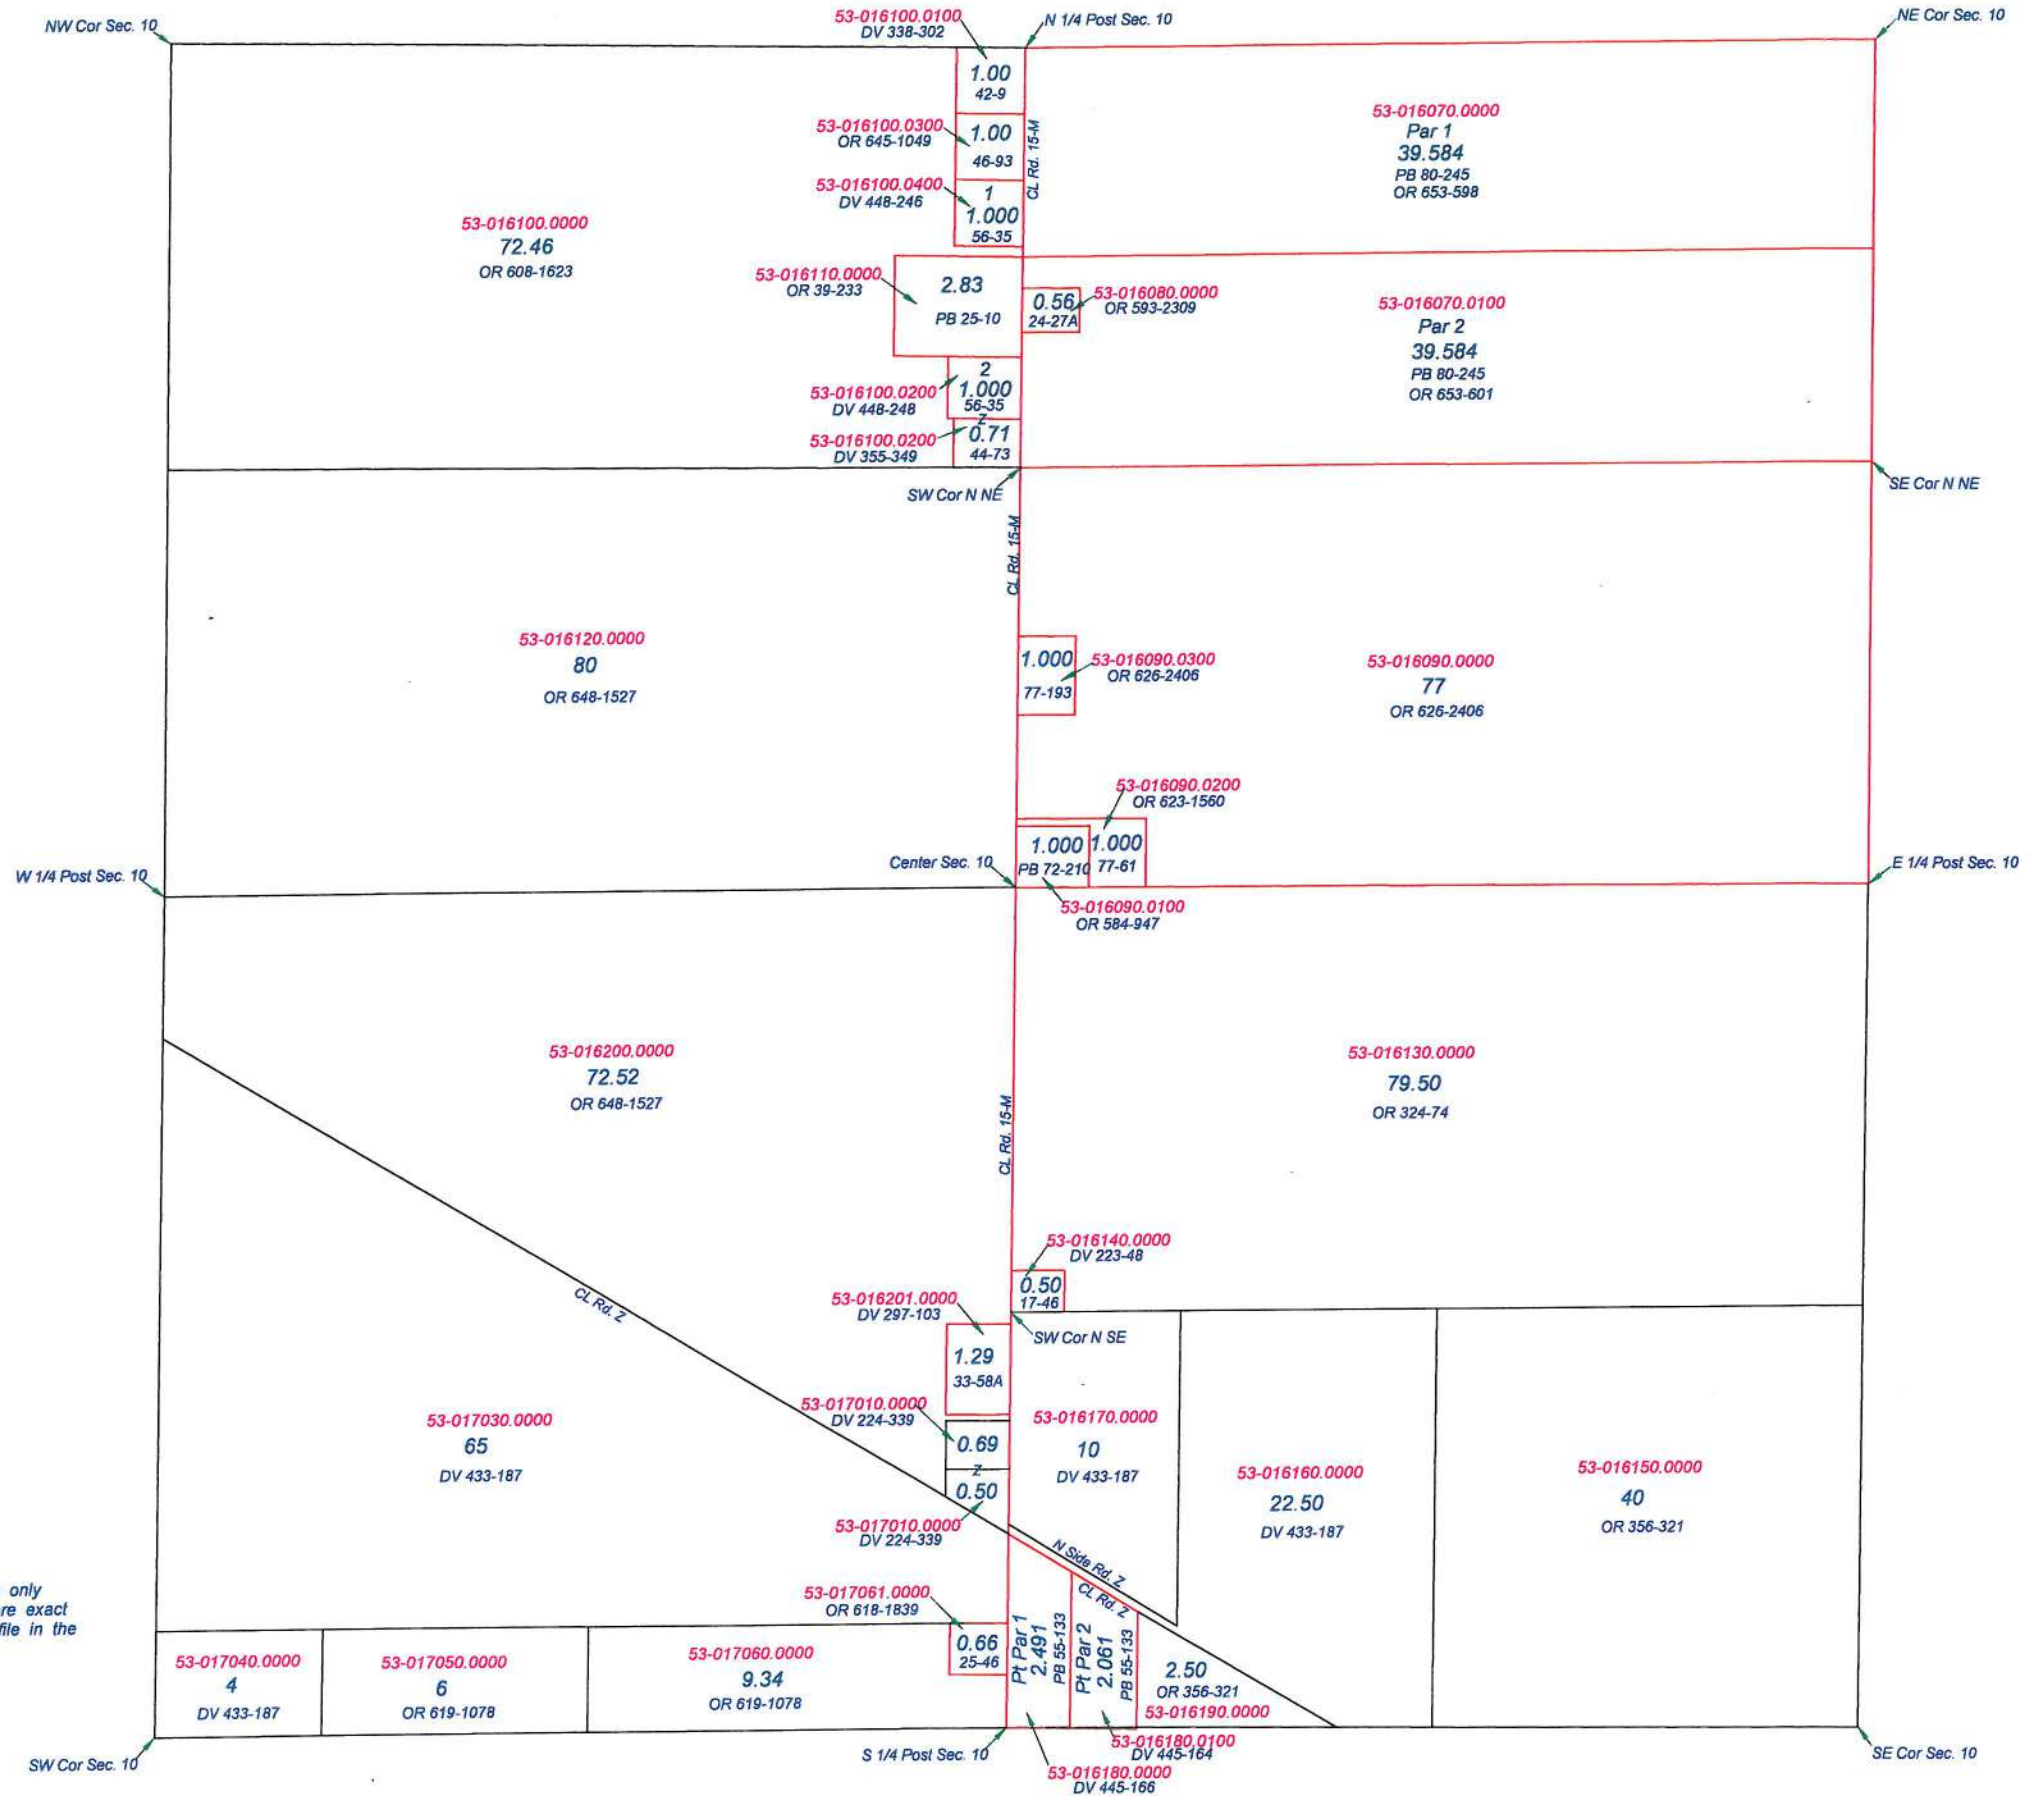 NW Cor Sec. 10
53-016100.0100
DV 338-302
N 1/4 Post Sec. 10
NE Cor Sec. 10
1.00
42-9
53-016100.0300
OR 645-1049
1.00
46-93
CL Rd. 15-M
53-016100.0400
DV 448-246
1
1.000
56-35
53-016070.0000
Par 1
39.584
PB 80-245
OR 653-598
53-016100.0000
72.46
OR 608-1623
53-016110.0000
OR 39-233
2.83
PB 25-10
0.56
24-27A
53-016080.0000
OR 593-2309
53-016070.0100
Par 2
39.584
PB 80-245
OR 653-601
53-016100.0200
DV 448-248
2
1.000
56-35
Z
53-016100.0200
DV 355-349
0.71
44-73
SW Cor N NE
SE Cor N NE
CL Rd. 15-M
53-016120.0000
80
OR 648-1527
1.000
77-193
53-016090.0300
OR 626-2406
53-016090.0000
77
OR 626-2406
53-016090.0200
OR 623-1560
1.000
PB 72-210
1.000
77-61
W 1/4 Post Sec. 10
Center Sec. 10
E 1/4 Post Sec. 10
53-016090.0100
OR 584-947
53-016200.0000
72.52
OR 648-1527
CL Rd. 15-M
53-016130.0000
79.50
OR 324-74
53-016140.0000
DV 223-48
0.50
17-46
CL Rd. Z
53-016201.0000
DV 297-103
SW Cor N SE
1.29
33-58A
53-017010.0000
DV 224-339
0.69
Z
0.50
53-017010.0000
DV 224-339
53-017030.0000
65
DV 433-187
53-016170.0000
10
DV 433-187
53-016160.0000
22.50
DV 433-187
53-016150.0000
40
OR 356-321
N Side Rd. Z
CL Rd. Z
only
re exact
file in the
53-017061.0000
OR 618-1839
0.66
25-46
Pt Par 1
2.491
PB 55-133
Pt Par 2
2.061
PB 55-133
2.50
OR 356-321
53-016190.0000
53-017040.0000
4
DV 433-187
53-017050.0000
6
OR 619-1078
53-017060.0000
9.34
OR 619-1078
SW Cor Sec. 10
S 1/4 Post Sec. 10
53-016180.0100
DV 445-164
53-016180.0000
DV 445-166
SE Cor Sec. 10